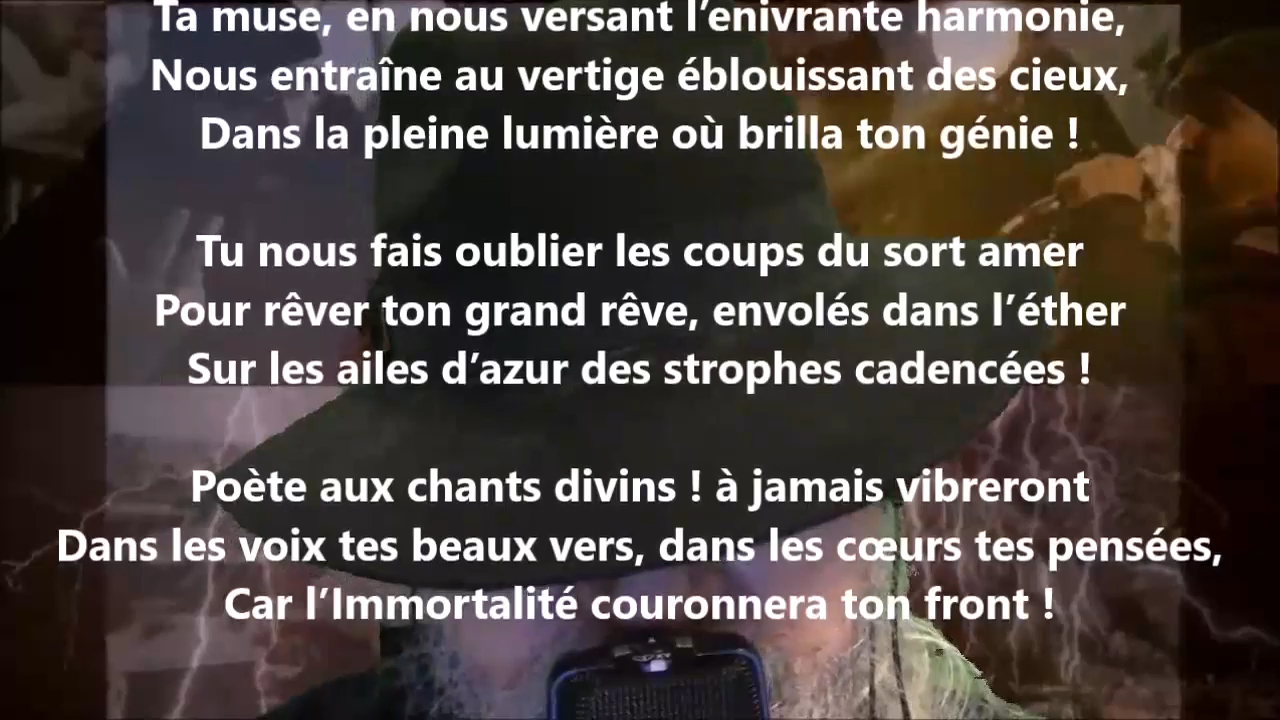 Ta muse, en nous versant l’enivrante harmonie,
Nous entraîne au vertige éblouissant des cieux,
Dans la pleine lumière où brilla ton génie !
Tu nous fais oublier les coups du sort amer
Pour rêver ton grand rêve, envolés dans l’éther
Sur les ailes d’azur des strophes cadencées !
Poète aux chants divins ! à jamais vibreront
Dans les voix tes beaux vers, dans les cœurs tes pensées,
Car l’Immortalité couronnera ton front !